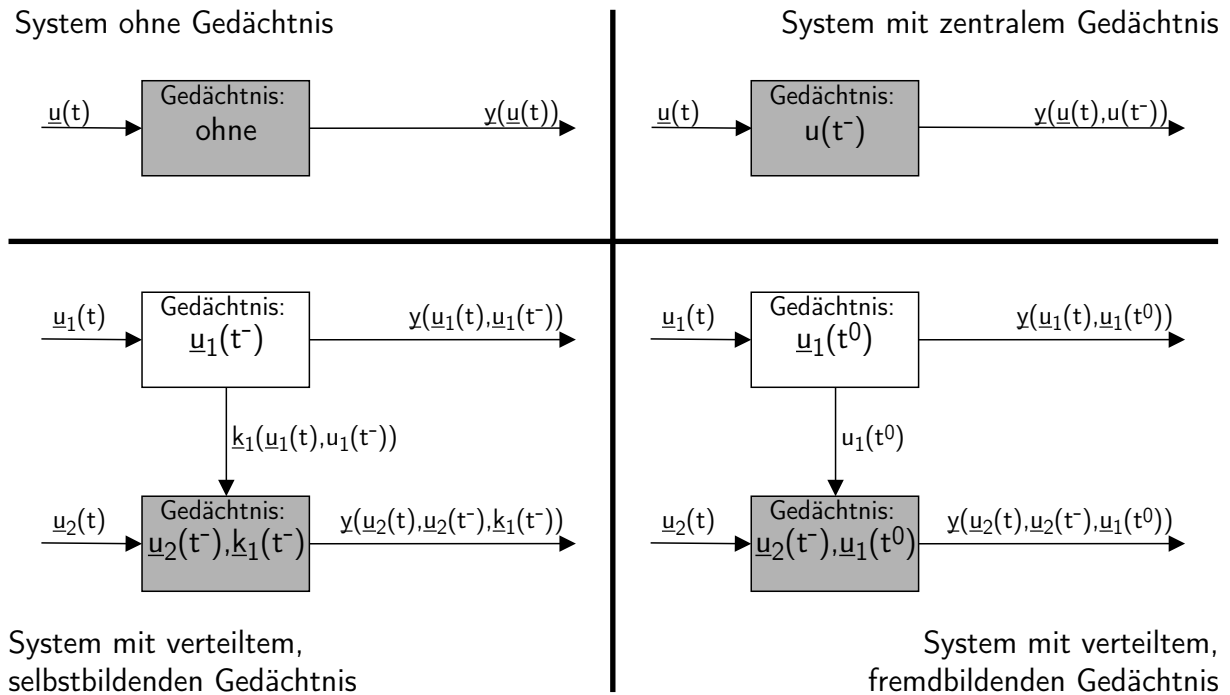 System ohne Gedächtnis
u(t)
Gedächtnis:
ohne
y(u(t))
System mit zentralem Gedächtnis
u(t)
Gedächtnis:
u(t⁻)
y(u(t),u(t⁻))
u₁(t)
Gedächtnis:
u₁(t⁻)
y(u₁(t),u₁(t⁻))
k₁(u₁(t),u₁(t⁻))
u₂(t)
Gedächtnis:
u₂(t⁻),k₁(t⁻)
y(u₂(t),u₂(t⁻),k₁(t⁻))
System mit verteiltem,
selbstbildenden Gedächtnis
u₁(t)
Gedächtnis:
u₁(t⁰)
y(u₁(t),u₁(t⁰))
u₁(t⁰)
u₂(t)
Gedächtnis:
u₂(t⁻),u₁(t⁰)
y(u₂(t),u₂(t⁻),u₁(t⁰))
System mit verteiltem,
fremdbildenden Gedächtnis